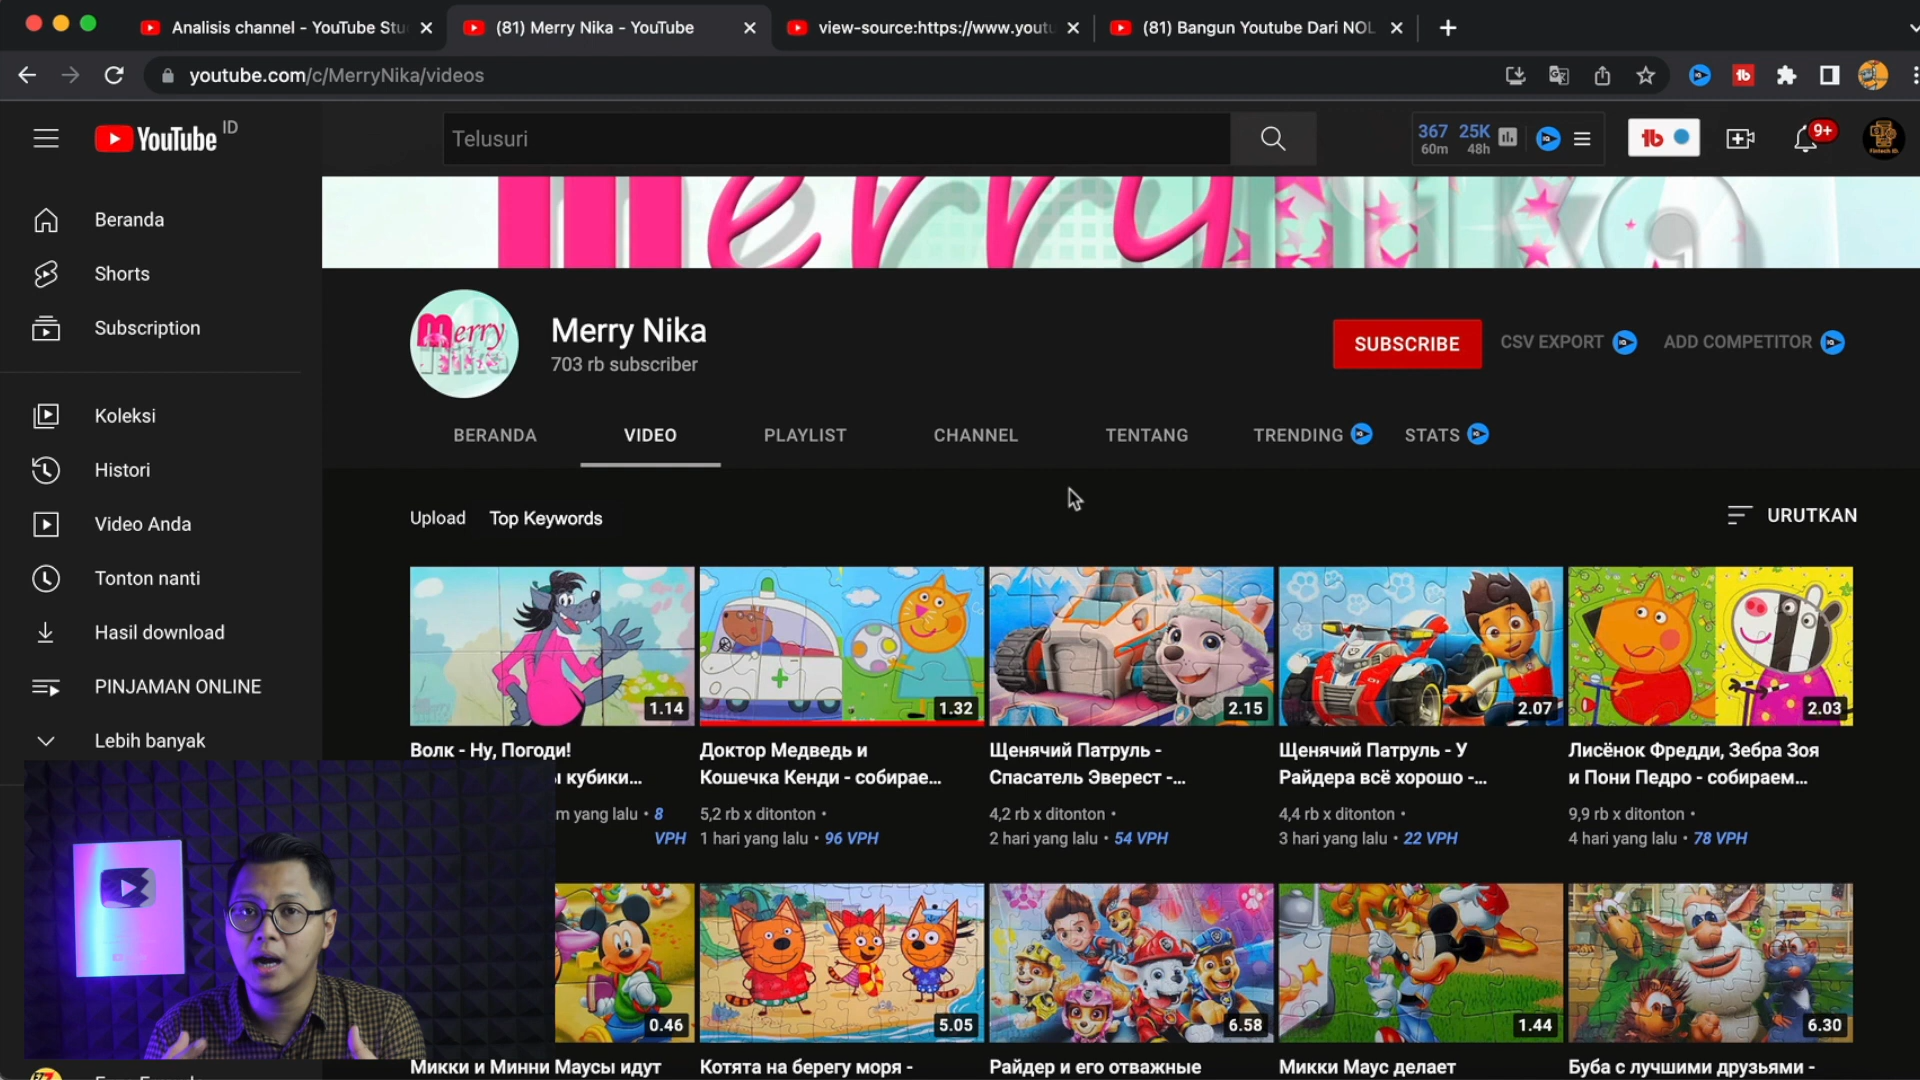 Analisis channel - YouTube Stu
(81) Merry Nika - YouTube
view-source:https://www.youtu
(81) Bangun Youtube Dari NOL
youtube.com/c/MerryNika/videos
YouTube ID
Telusuri
367 60m
25K 48h
9+
Merry Nika
Beranda
Shorts
Subscription
Koleksi
Histori
Video Anda
Tonton nanti
Hasil download
PINJAMAN ONLINE
Lebih banyak
Merry Nika
Merry Nika
703 rb subscriber
SUBSCRIBE
CSV EXPORT
ADD COMPETITOR
BERANDA
VIDEO
PLAYLIST
CHANNEL
TENTANG
TRENDING
STATS
Upload
Top Keywords
URUTKAN
1.14
1.32
2.15
2.07
2.03
Волк - Ну, Погоди!
кубики...
m yang lalu • 8
VPH
Доктор Медведь и
Кошечка Кенди - собирае...
5,2 rb x ditonton •
1 hari yang lalu • 96 VPH
Щенячий Патруль -
Спасатель Эверест -...
4,2 rb x ditonton •
2 hari yang lalu • 54 VPH
Щенячий Патруль - У
Райдера всё хорошо -...
4,4 rb x ditonton •
3 hari yang lalu • 22 VPH
Лисёнок Фредди, Зебра Зоя
и Пони Педро - собираем...
9,9 rb x ditonton •
4 hari yang lalu • 78 VPH
0.46
5.05
6.58
1.44
6.30
Микки и Минни Маусы идут
Котята на берегу моря -
Райдер и его отважные
Микки Маус делает
Буба с лучшими друзьями -